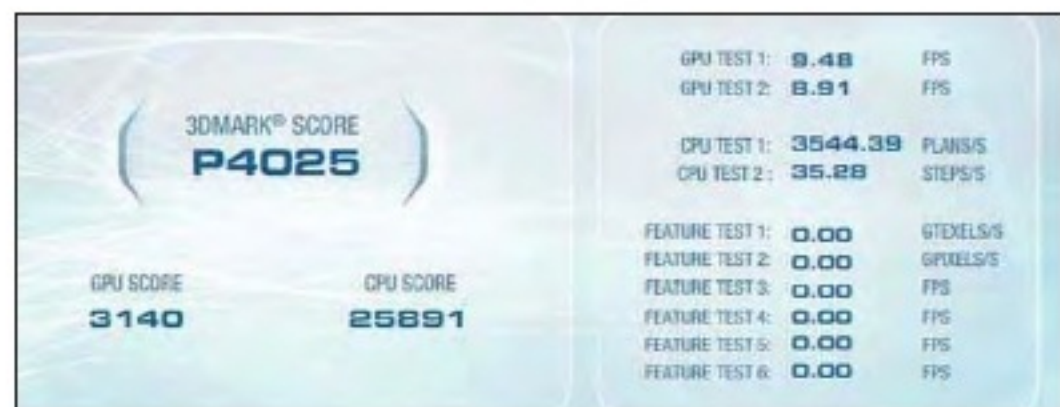 3DMARK® SCORE
P4025
GPU SCORE
3140
CPU SCORE
25891
GPU TEST 1: 9.48 FPS
GPU TEST 2: 8.91 FPS
CPU TEST 1: 3544.39 PLANS/S
CPU TEST 2 : 35.28 STEPS/S
FEATURE TEST 1: 0.00 GTEXELS/S
FEATURE TEST 2: 0.00 GPIXELS/S
FEATURE TEST 3: 0.00 FPS
FEATURE TEST 4: 0.00 FPS
FEATURE TEST 5: 0.00 FPS
FEATURE TEST 6: 0.00 FPS